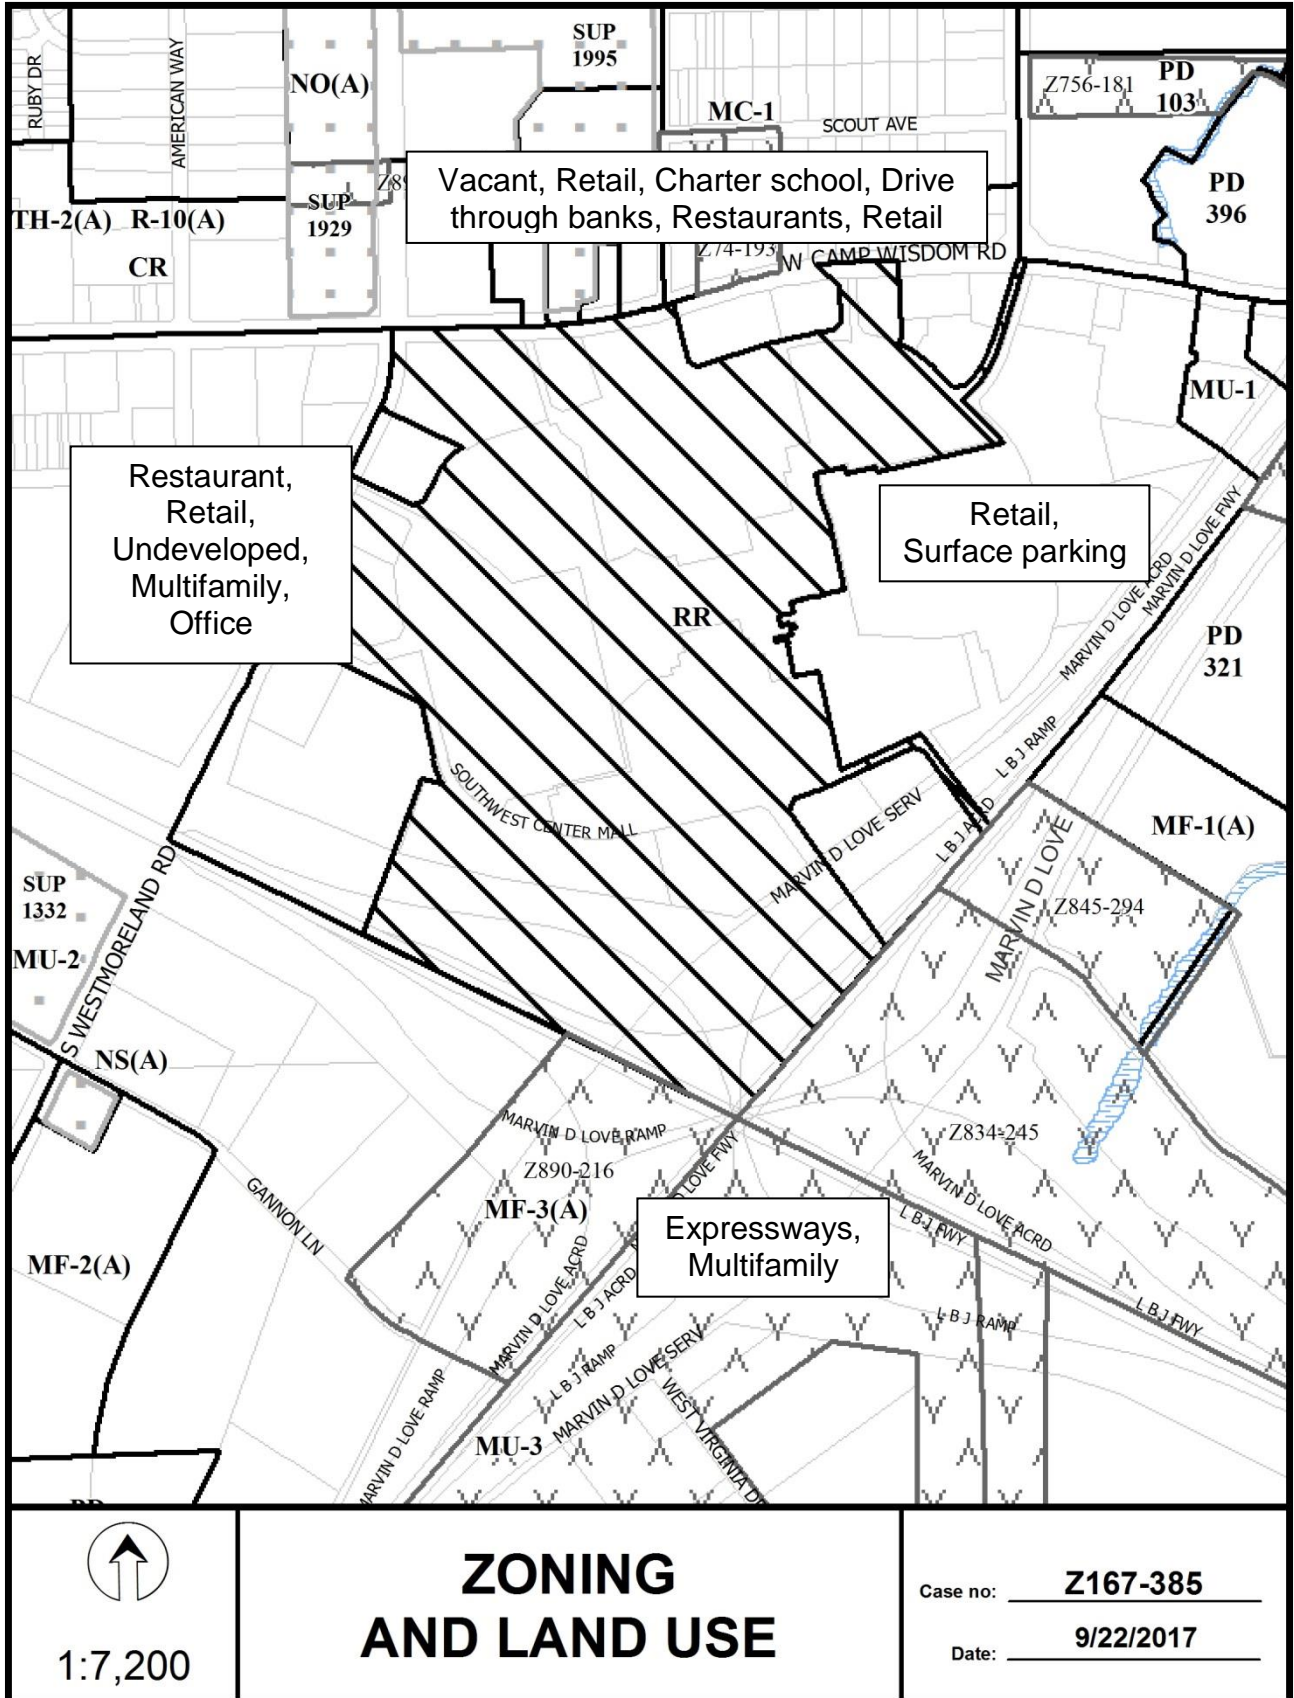 SUP
1995
RUBY DR
AMERICAN WAY
NO(A)
Z756-181
PD
103
MC-1
SCOUT AVE
Vacant, Retail, Charter school, Drive
through banks, Restaurants, Retail
PD
396
TH-2(A)
R-10(A)
SUP
1929
CR
Z74-193
W CAMP WISDOM RD
MU-1
Restaurant,
Retail,
Undeveloped,
Multifamily,
Office
Retail,
Surface parking
MARVIN D LOVE ACRD
MARVIN D LOVE FWY
RR
PD
321
L B J RAMP
SOUTHWEST CENTER MALL
MARVIN D LOVE SERV
L B J ACRD
MARVIN D LOVE
MF-1(A)
SUP
1332
MU-2
S WESTMORELAND RD
Z845-294
NS(A)
MARVIN D LOVE RAMP
Z890-216
MF-3(A)
D LOVE FWY
Z834-245
MARVIN D LOVE ACRD
GANNON LN
MF-2(A)
Expressways,
Multifamily
L B J FWY
MARVIN D LOVE ACRD
L B J ACRD
L B J RAMP
L B J FWY
L B J RAMP
MARVIN D LOVE SERV
MARVIN D LOVE RAMP
MU-3
WEST VIRGINIA DR
1:7,200
ZONING
AND LAND USE
Case no: Z167-385
Date: 9/22/2017